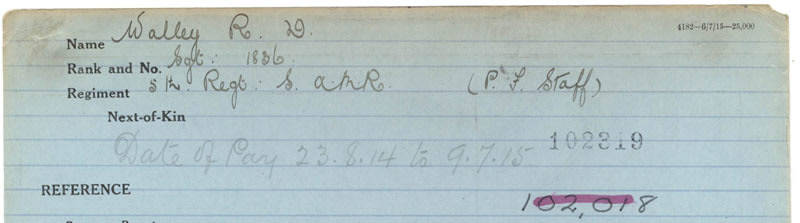 4182—6/7/15—25,000
Name Walley R. D.
Rank and No. Sgt: 1836.
Regiment 5th. Regt: S. A. M. R. (P. F. Staff)
Next-of-Kin
102319
Date of Pay 23.8.14 to 9.7.15
REFERENCE
102,018